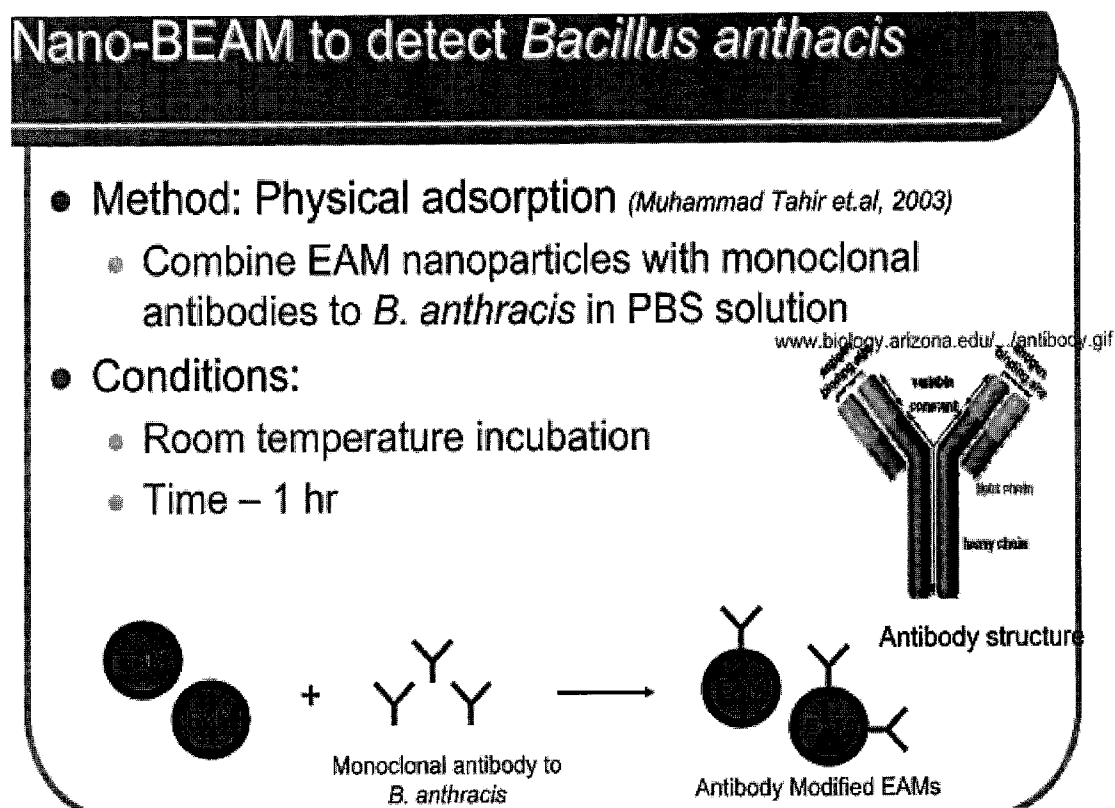 Nano-BEAM to detect Bacillus anthacis
● Method: Physical adsorption (Muhammad Tahir et.al, 2003)
● Combine EAM nanoparticles with monoclonal
antibodies to B. anthracis in PBS solution
www.biology.arizona.edu/.../antibody.gif
● Conditions:
● Room temperature incubation
● Time – 1 hr
variable
constant
light chain
heavy chain
Antibody structure
+
Monoclonal antibody to
B. anthracis
Antibody Modified EAMs